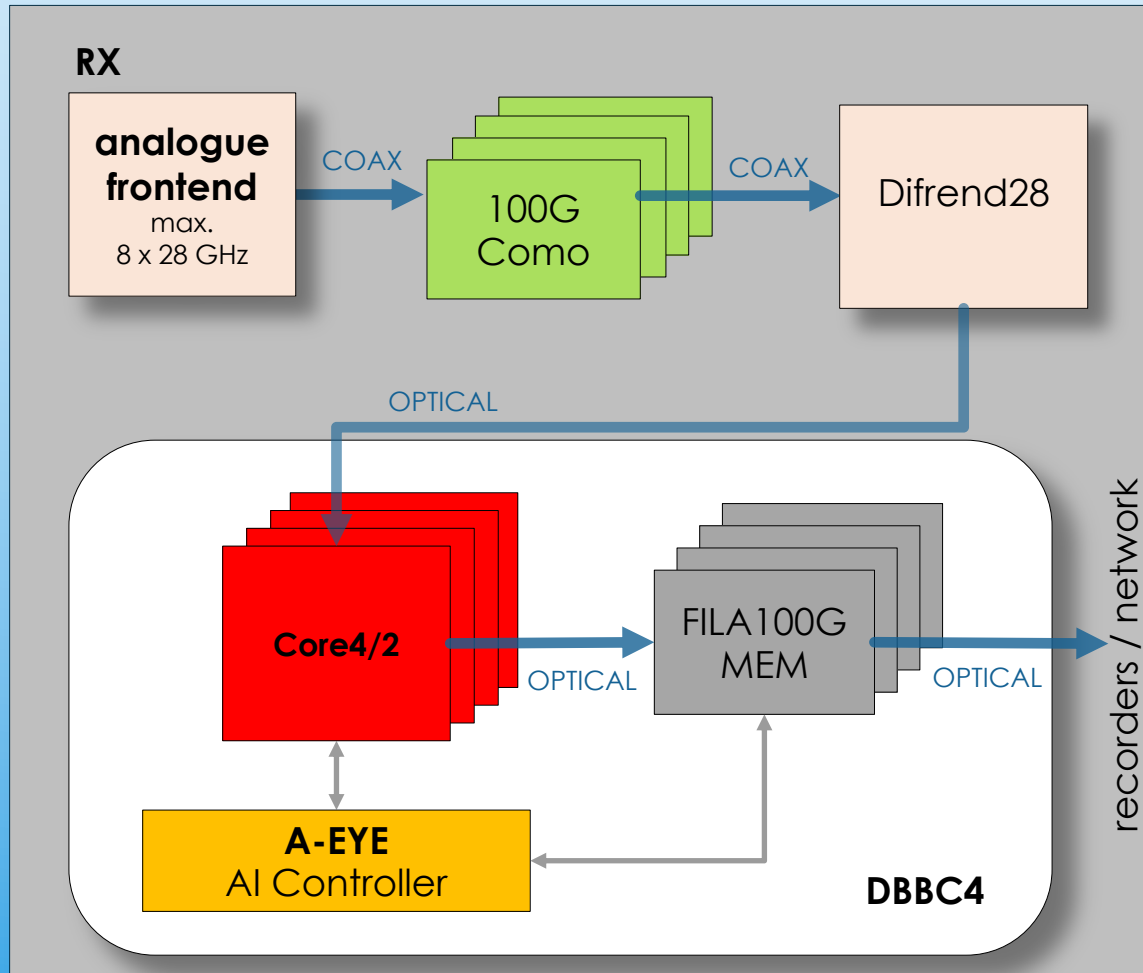 RX
analogue
frontend
max.
8 x 28 GHz
COAX
100G
Como
COAX
Difrend28
OPTICAL
Core4/2
OPTICAL
FILA100G
MEM
OPTICAL
recorders / network
A-EYE
AI Controller
DBBC4